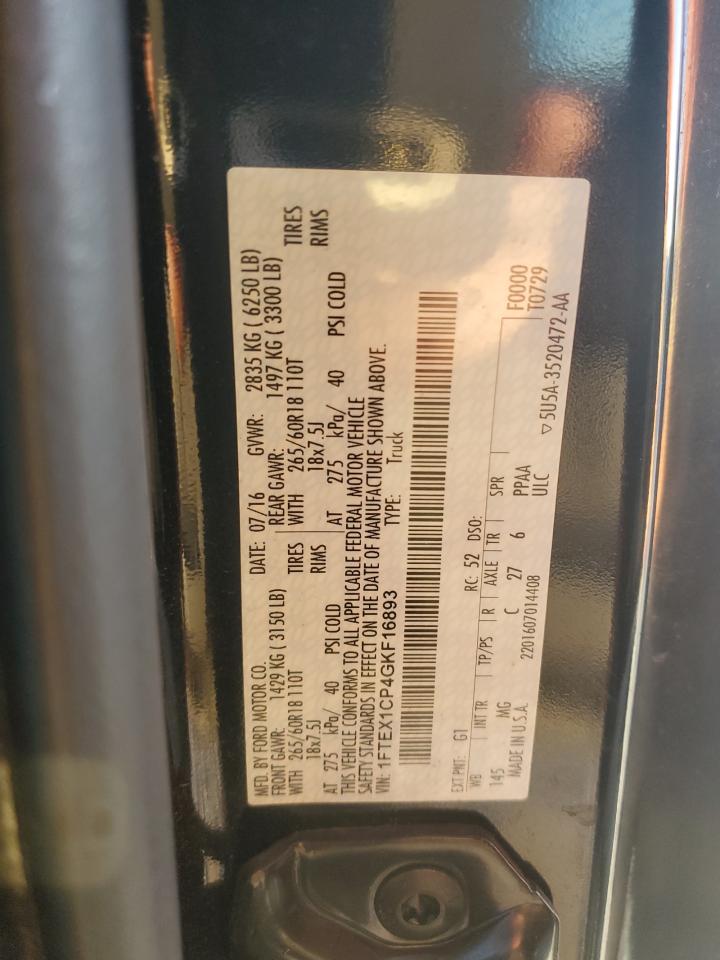 MFD. BY FORD MOTOR CO.
DATE: 07/16 GVWR: 2835 KG ( 6250 LB)
FRONT GAWR: 1429 KG ( 3150 LB) REAR GAWR: 1497 KG ( 3300 LB)
WITH 265/60R18 110T TIRES WITH 265/60R18 110T TIRES
18x7.5J RIMS 18x7.5J RIMS
AT 275 kPa/ 40 PSI COLD AT 275 kPa/ 40 PSI COLD
THIS VEHICLE CONFORMS TO ALL APPLICABLE FEDERAL MOTOR VEHICLE
SAFETY STANDARDS IN EFFECT ON THE DATE OF MANUFACTURE SHOWN ABOVE.
VIN: 1FTEX1CP4GKF16893 TYPE: Truck
EXT PNT: G1 RC: 52 DSO: F0000
WB INT TR TP/PS R AXLE TR SPR T0729
145 MG C 27 6 PPAA
MADE IN U.S.A. 2201607014408 ULC ▽5U5A-3520472-AA